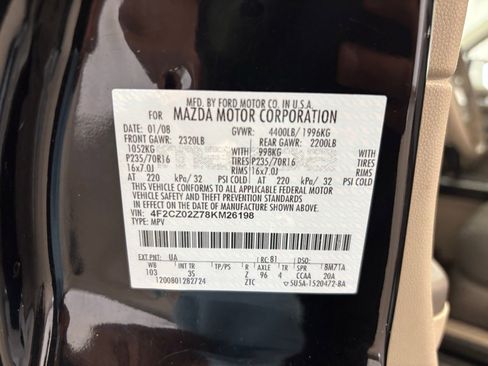 MFD. BY FORD MOTOR CO. IN U.S.A.
FOR MAZDA MOTOR CORPORATION
DATE: 01/08 GVWR: 4400LB/ 1996KG
FRONT GAWR: 2320LB REAR GAWR: 2200LB
1052KG WITH 998KG WITH
P235/70R16 TIRES P235/70R16 TIRES
16x7.0J RIMS 16x7.0J RIMS
AT 220 kPa/ 32 PSI COLD AT 220 kPa/ 32 PSI COLD
THIS VEHICLE CONFORMS TO ALL APPLICABLE FEDERAL MOTOR
VEHICLE SAFETY AND THEFT PREVENTION STANDARDS IN
EFFECT ON THE DATE OF MANUFACTURE SHOWN ABOVE.
VIN: 4F2CZ02Z78KM26198
TYPE: MPV
EXT PNT: UA RC: 81 DSO:
WB INT TR TP/PS R AXLE TR SPR BM7TA
103 3S Z 96 4 CCAA 20A
1200801282724 ZTC 5U5A-1520472-BA